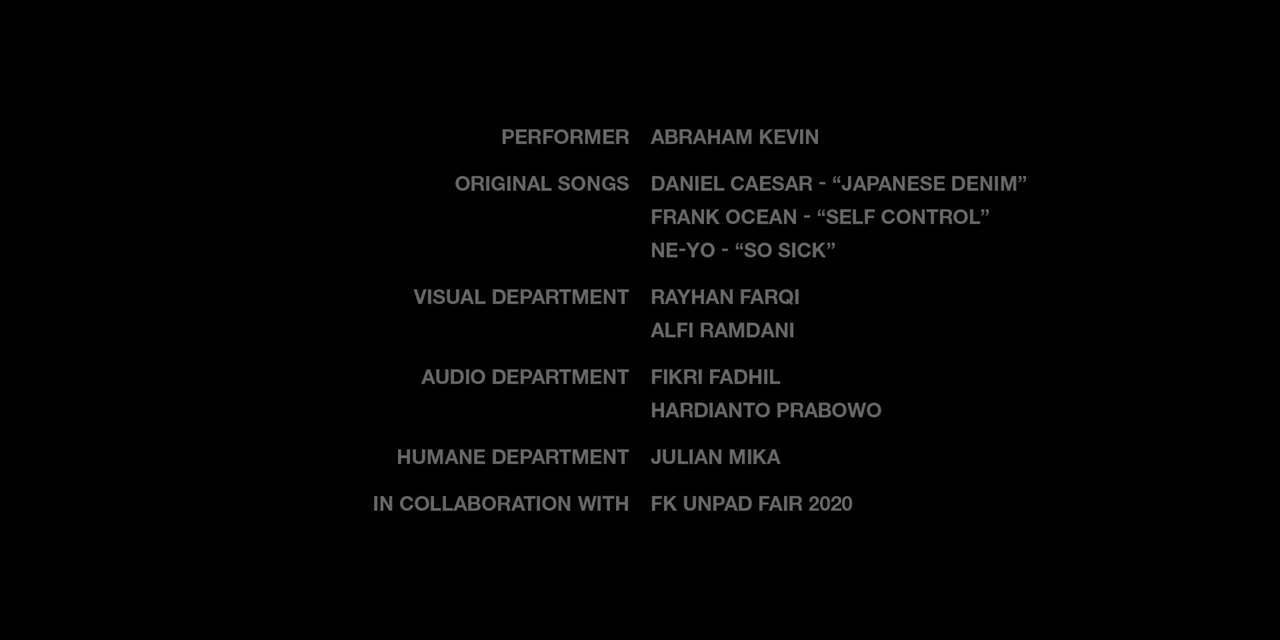 PERFORMER ABRAHAM KEVIN
ORIGINAL SONGS DANIEL CAESAR - “JAPANESE DENIM”
FRANK OCEAN - “SELF CONTROL”
NE-YO - “SO SICK”
VISUAL DEPARTMENT RAYHAN FARQI
ALFI RAMDANI
AUDIO DEPARTMENT FIKRI FADHIL
HARDIANTO PRABOWO
HUMANE DEPARTMENT JULIAN MIKA
IN COLLABORATION WITH FK UNPAD FAIR 2020